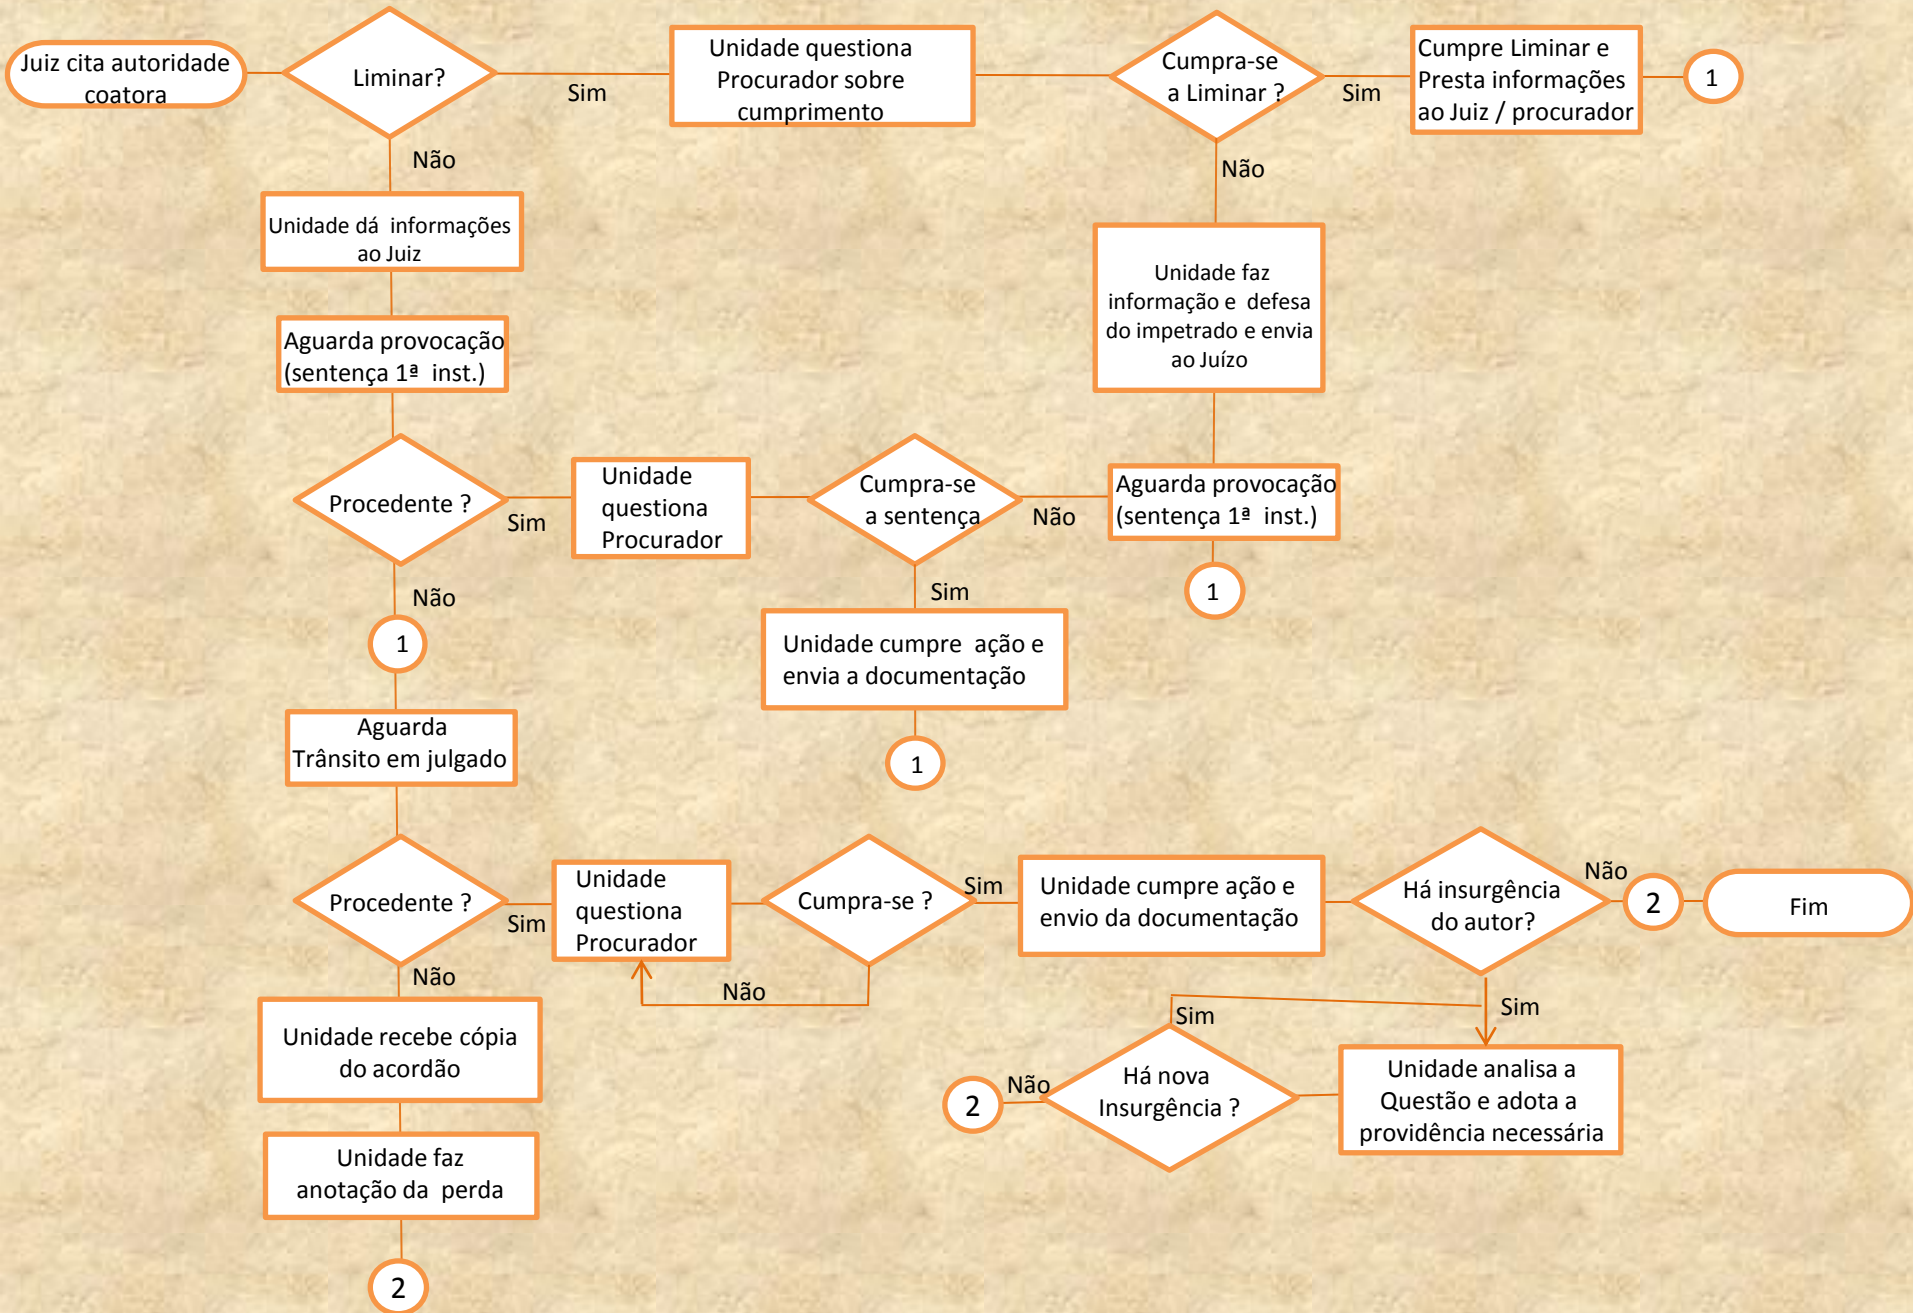 Juiz cita autoridade
coatora
Liminar?
Sim
Unidade questiona
Procurador sobre
cumprimento
Cumpra-se
a Liminar ?
Sim
Cumpre Liminar e
Presta informações
ao Juiz / procurador
1
Não
Não
Unidade dá  informações
ao Juiz
Unidade faz
informação e  defesa
do impetrado e envia
ao Juízo
Aguarda provocação
(sentença 1ª  inst.)
Procedente ?
Sim
Unidade
questiona
Procurador
Cumpra-se
a sentença
Não
Aguarda provocação
(sentença 1ª  inst.)
1
Não
Sim
1
Unidade cumpre  ação e
envia a documentação
1
Aguarda
Trânsito em julgado
Procedente ?
Sim
Unidade
questiona
Procurador
Cumpra-se ?
Sim
Unidade cumpre ação e
envio da documentação
Há insurgência
do autor?
Não
2
Fim
Não
Não
Sim
Sim
Unidade recebe cópia
do acordão
2
Não
Há nova
Insurgência ?
Unidade analisa a
Questão e adota a
providência necessária
Unidade faz
anotação da  perda
2